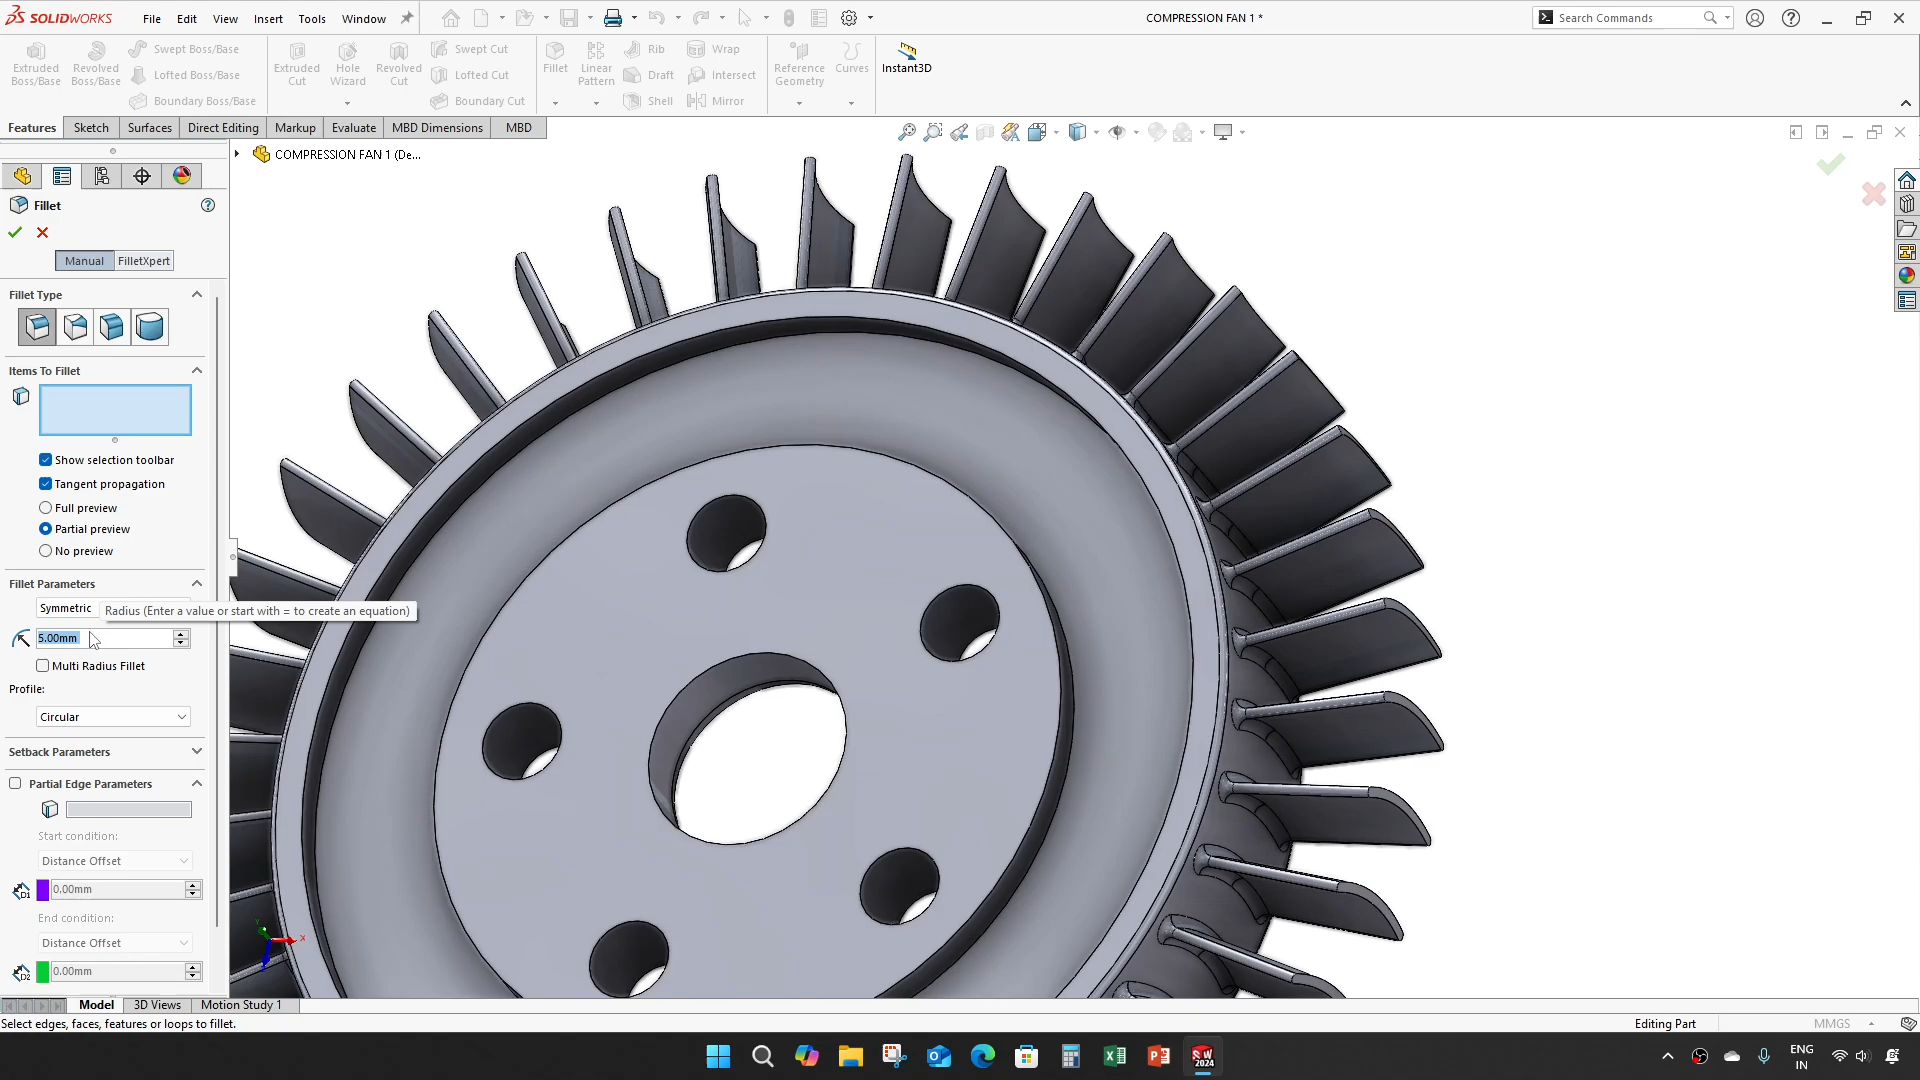 SOLIDWORKS File Edit View Insert Tools Window COMPRESSION FAN 1 * Search Commands
Extruded Boss/Base
Revolved Boss/Base
Swept Boss/Base
Lofted Boss/Base
Boundary Boss/Base
Extruded Cut
Hole Wizard
Revolved Cut
Swept Cut
Lofted Cut
Boundary Cut
Fillet
Linear Pattern
Rib
Draft
Shell
Wrap
Intersect
Mirror
Reference Geometry
Curves
Instant3D
Features Sketch Surfaces Direct Editing Markup Evaluate MBD Dimensions MBD
COMPRESSION FAN 1 (De...
Fillet
Manual FilletXpert
Fillet Type
Items To Fillet
Show selection toolbar
Tangent propagation
Full preview
Partial preview
No preview
Fillet Parameters
Symmetric
Radius (Enter a value or start with = to create an equation)
5.00mm
Multi Radius Fillet
Profile:
Circular
Setback Parameters
Partial Edge Parameters
Start condition:
Distance Offset
D1 0.00mm
End condition:
Distance Offset
D2 0.00mm
Y X
Model 3D Views Motion Study 1
Select edges, faces, features or loops to fillet. Editing Part MMGS
SW 2024
ENG
IN